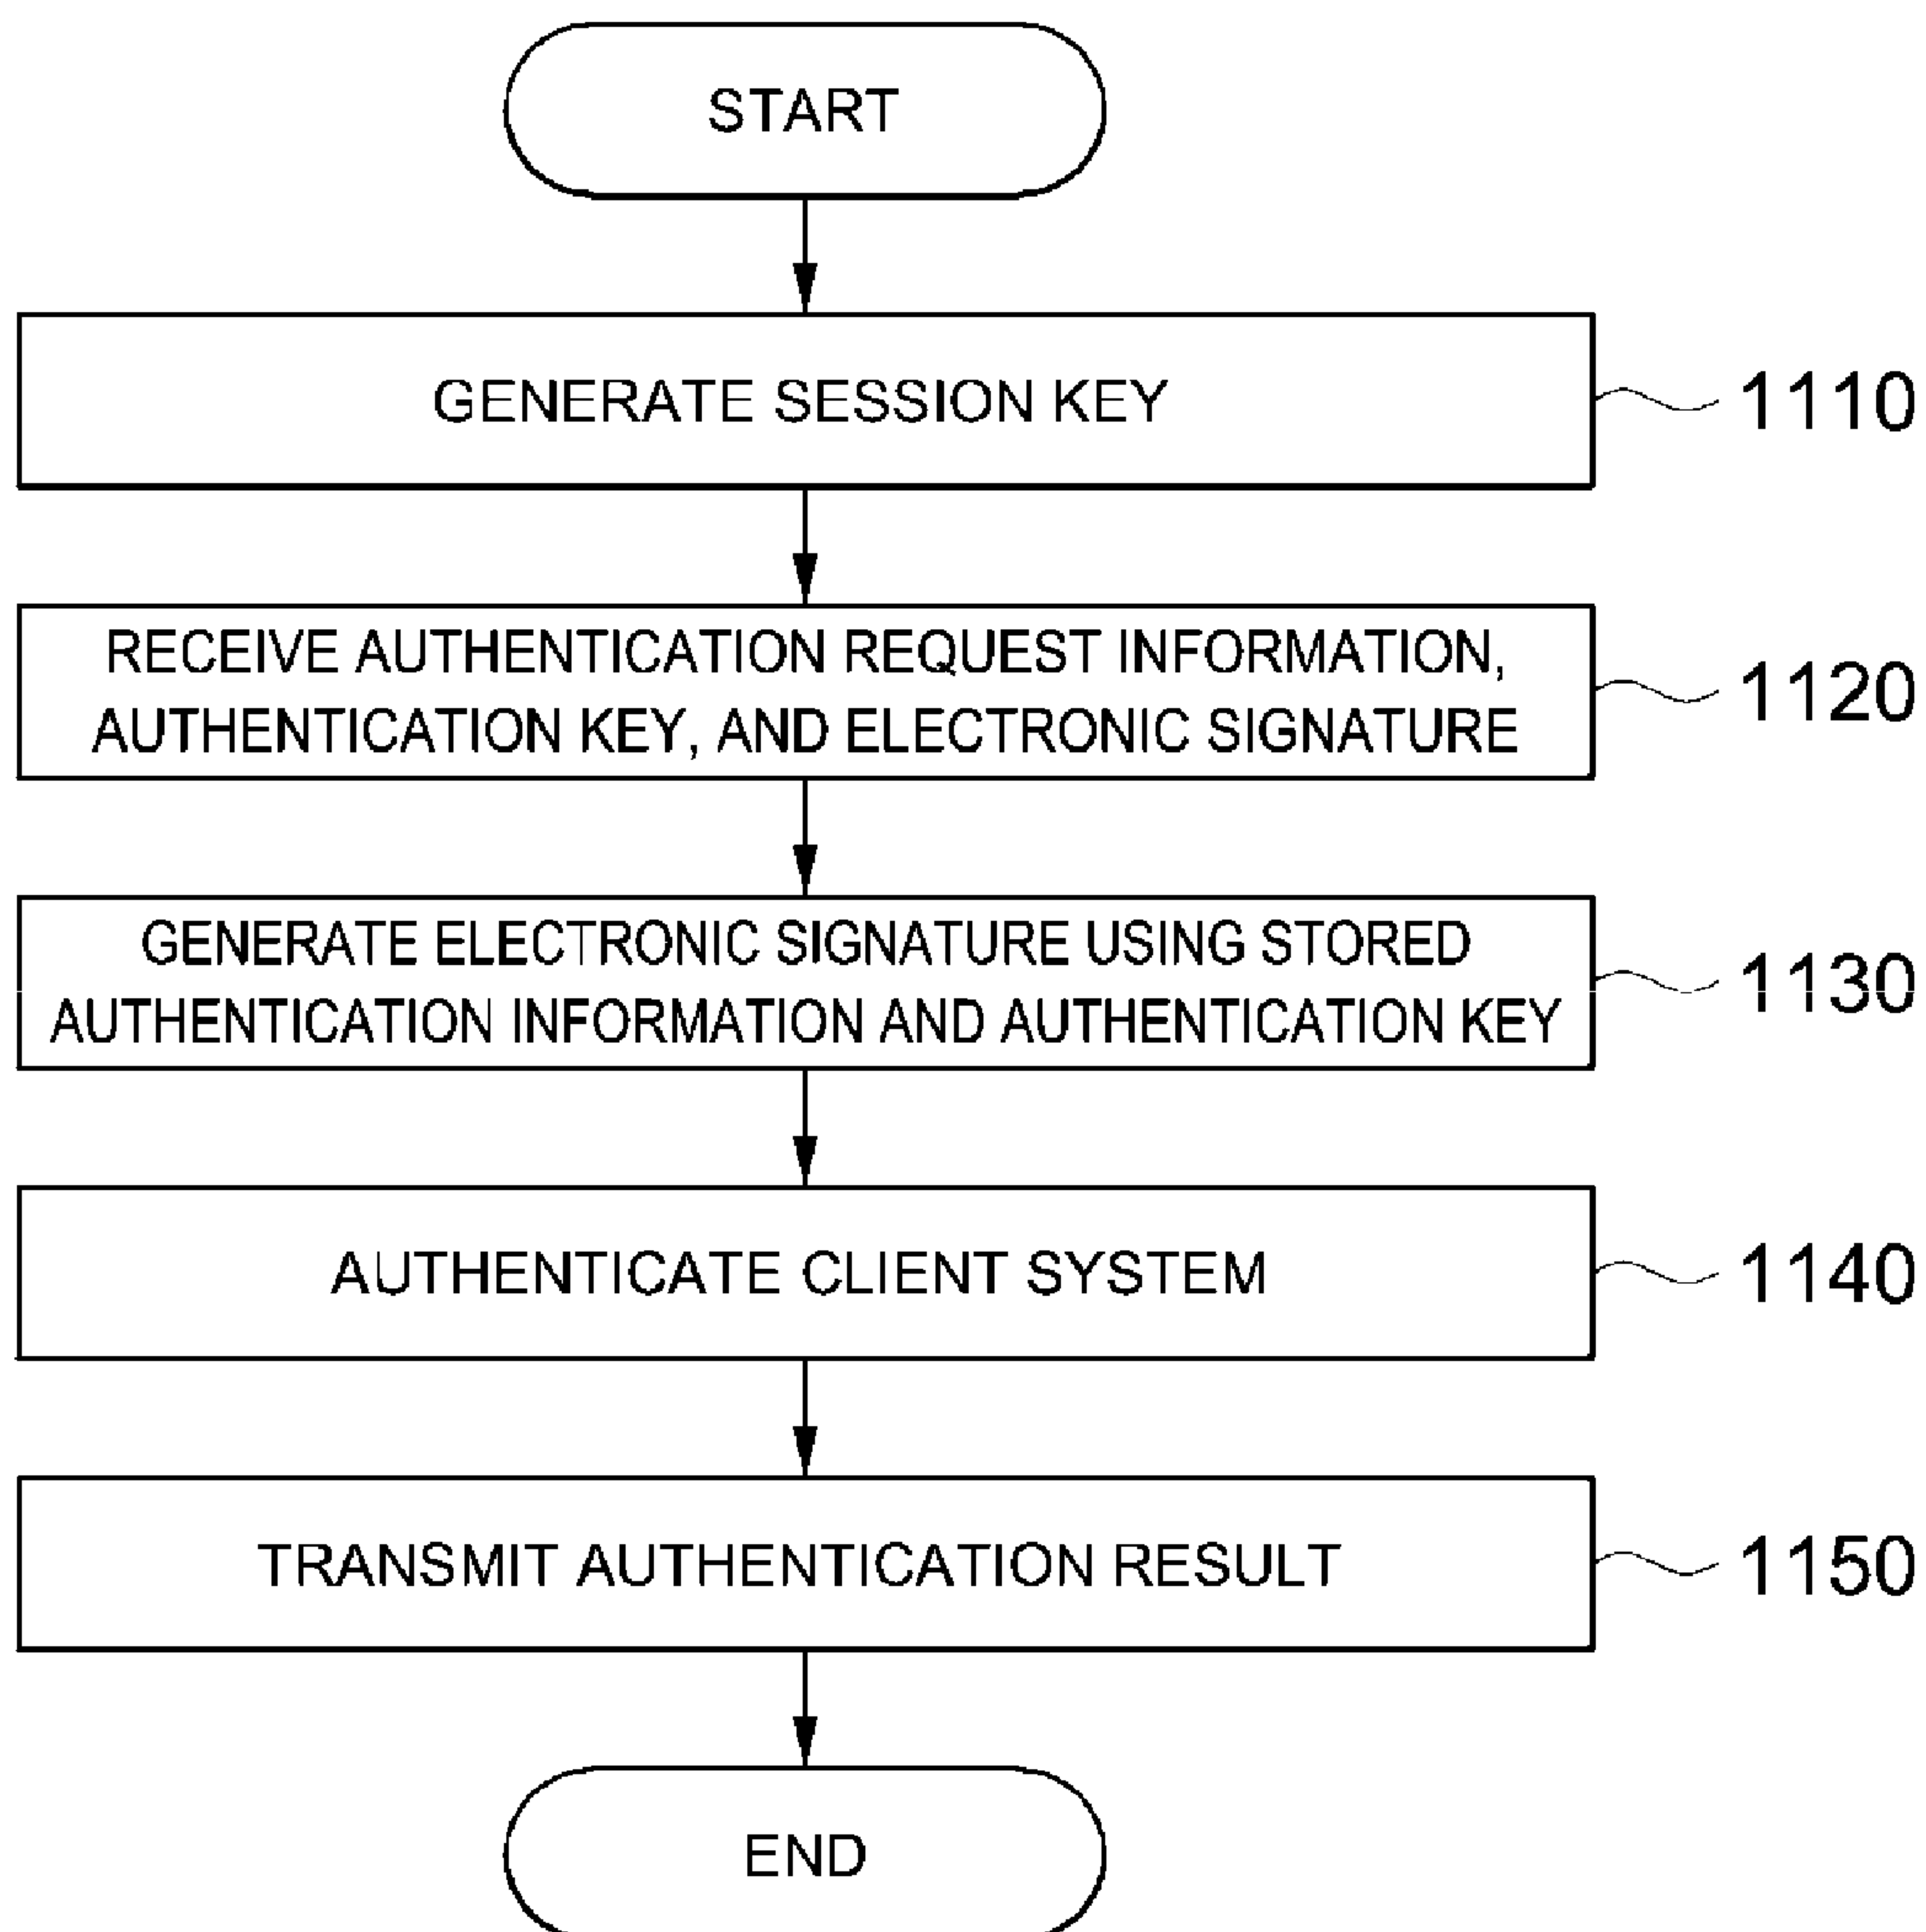 START
GENERATE SESSION KEY
1110
RECEIVE AUTHENTICATION REQUEST INFORMATION,
AUTHENTICATION KEY, AND ELECTRONIC SIGNATURE
1120
GENERATE ELECTRONIC SIGNATURE USING STORED
AUTHENTICATION INFORMATION AND AUTHENTICATION KEY
1130
AUTHENTICATE CLIENT SYSTEM
1140
TRANSMIT AUTHENTICATION RESULT
1150
END